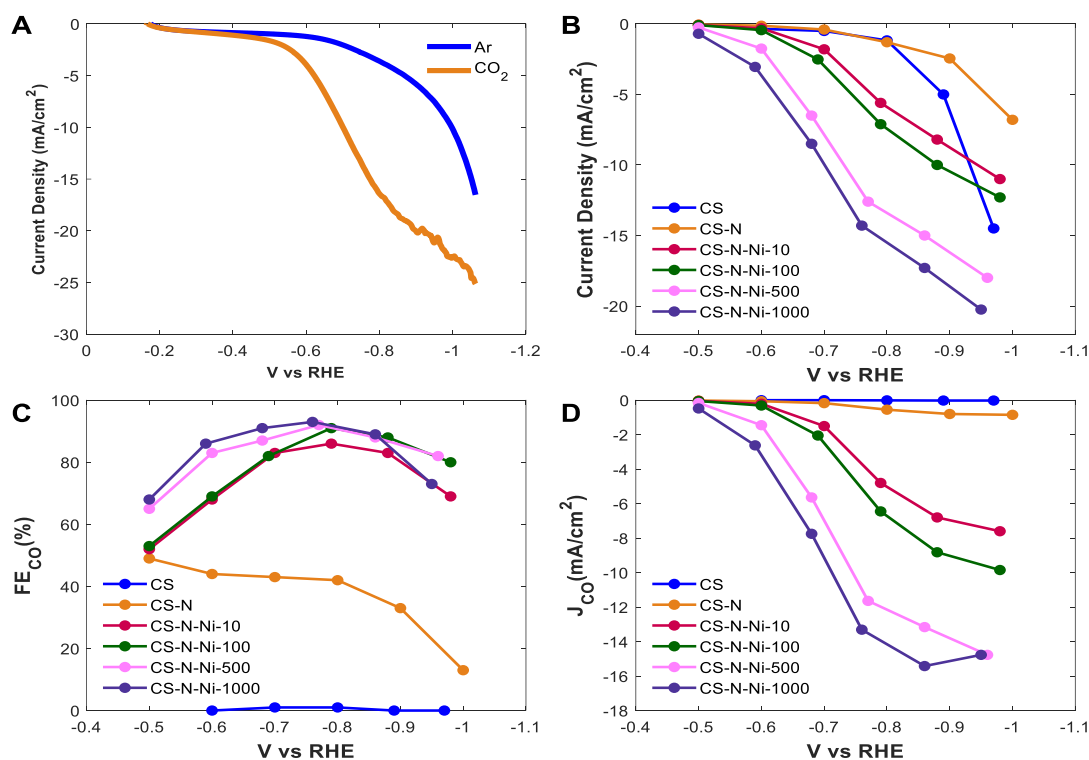 A
0
-5
-10
-15
-20
-25
-30
Current Density (mA/cm²)
Ar
CO₂
0
-0.2
-0.4
-0.6
-0.8
-1
-1.2
V vs RHE
B
0
-5
-10
-15
-20
Current Density (mA/cm²)
CS
CS-N
CS-N-Ni-10
CS-N-Ni-100
CS-N-Ni-500
CS-N-Ni-1000
-0.4
-0.5
-0.6
-0.7
-0.8
-0.9
-1
-1.1
V vs RHE
C
100
80
60
40
20
0
FE_CO(%)
CS
CS-N
CS-N-Ni-10
CS-N-Ni-100
CS-N-Ni-500
CS-N-Ni-1000
-0.4
-0.5
-0.6
-0.7
-0.8
-0.9
-1
-1.1
V vs RHE
D
0
-2
-4
-6
-8
-10
-12
-14
-16
-18
J_CO(mA/cm²)
CS
CS-N
CS-N-Ni-10
CS-N-Ni-100
CS-N-Ni-500
CS-N-Ni-1000
-0.4
-0.5
-0.6
-0.7
-0.8
-0.9
-1
-1.1
V vs RHE